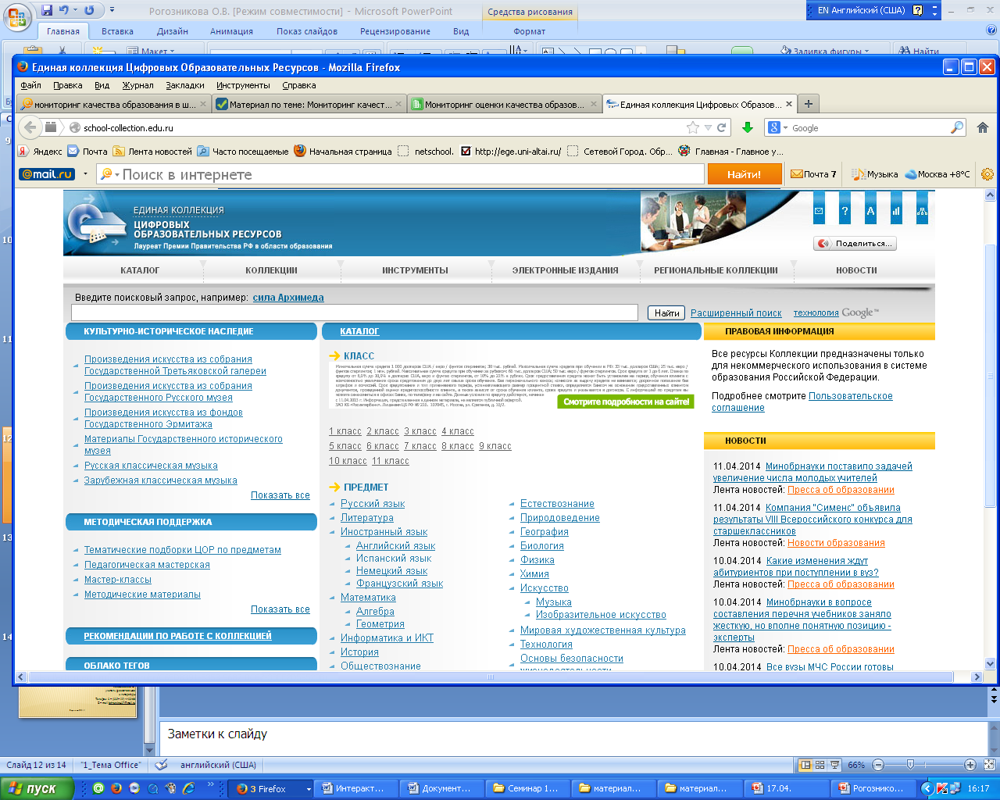 Рогозникова О.В. [Режим совместимости] - Microsoft PowerPoint
Средства рисования
EN Английский (США)
Главная Вставка Дизайн Анимация Показ слайдов Рецензирование Вид Формат
Макет
Заливка фигуры
Найти
Единая коллекция Цифровых Образовательных Ресурсов - Mozilla Firefox
Файл Правка Вид Журнал Закладки Инструменты Справка
мониторинг качества образования в ш...
Материал по теме: Мониторинг качест...
Мониторинг оценки качества образов...
Единая коллекция Цифровых Образо...
school-collection.edu.ru
Google
Яндекс Почта Лента новостей Часто посещаемые Начальная страница netschool. http://ege.uni-altai.ru/ Сетевой Город. Обр... Главная - Главное у...
@mail.ru Поиск в интернете Найти! Почта 7 Музыка Москва +8°C
ЕДИНАЯ КОЛЛЕКЦИЯ
ЦИФРОВЫХ
ОБРАЗОВАТЕЛЬНЫХ РЕСУРСОВ
Лауреат Премии Правительства РФ в области образования
Поделиться...
КАТАЛОГ КОЛЛЕКЦИИ ИНСТРУМЕНТЫ ЭЛЕКТРОННЫЕ ИЗДАНИЯ РЕГИОНАЛЬНЫЕ КОЛЛЕКЦИИ НОВОСТИ
Введите поисковый запрос, например: сила Архимеда
Найти Расширенный поиск технология Google™
КУЛЬТУРНО-ИСТОРИЧЕСКОЕ НАСЛЕДИЕ
Произведения искусства из собрания
Государственной Третьяковской галереи
Произведения искусства из собрания
Государственного Русского музея
Произведения искусства из фондов
Государственного Эрмитажа
Материалы Государственного исторического
музея
Русская классическая музыка
Зарубежная классическая музыка
Показать все
МЕТОДИЧЕСКАЯ ПОДДЕРЖКА
Тематические подборки ЦОР по предметам
Педагогическая мастерская
Мастер-классы
Методические материалы
Показать все
РЕКОМЕНДАЦИИ ПО РАБОТЕ С КОЛЛЕКЦИЕЙ
ОБЛАКО ТЕГОВ
КАТАЛОГ
КЛАСС
Смотрите подробности на сайте!
1 класс 2 класс 3 класс 4 класс
5 класс 6 класс 7 класс 8 класс 9 класс
10 класс 11 класс
ПРЕДМЕТ
Русский язык
Литература
Иностранный язык
Английский язык
Испанский язык
Немецкий язык
Французский язык
Математика
Алгебра
Геометрия
Информатика и ИКТ
История
Обществознание
Естествознание
Природоведение
География
Биология
Физика
Химия
Искусство
Музыка
Изобразительное искусство
Мировая художественная культура
Технология
Основы безопасности
жизнедеятельности
ПРАВОВАЯ ИНФОРМАЦИЯ
Все ресурсы Коллекции предназначены только
для некоммерческого использования в системе
образования Российской Федерации.
Подробнее смотрите Пользовательское
соглашение
НОВОСТИ
11.04.2014 Минобрнауки поставило задачей
увеличение числа молодых учителей
Лента новостей: Пресса об образовании
11.04.2014 Компания "Сименс" объявила
результаты VIII Всероссийского конкурса для
старшеклассников
Лента новостей: Новости образования
10.04.2014 Какие изменения ждут
абитуриентов при поступлении в вуз?
Лента новостей: Пресса об образовании
10.04.2014 Минобрнауки в вопросе
составления перечня учебников заняло
жесткую, но вполне понятную позицию -
эксперты
Лента новостей: Пресса об образовании
10.04.2014 Все вузы МЧС России готовы
9
10
11
12
13
14
Заметки к слайду
Слайд 12 из 14 "1_Тема Office" английский (США) 66%
пуск 3 Firefox Интеракт... Документ... Семинар 1... материал... материал... 17.04. Рогознико... 16:17